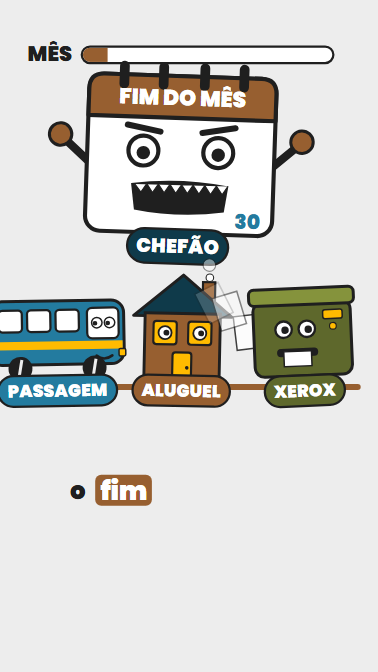 MÊS
FIM DO MÊS
30
CHEFÃO
PASSAGEM ALUGUEL XEROX
o fim